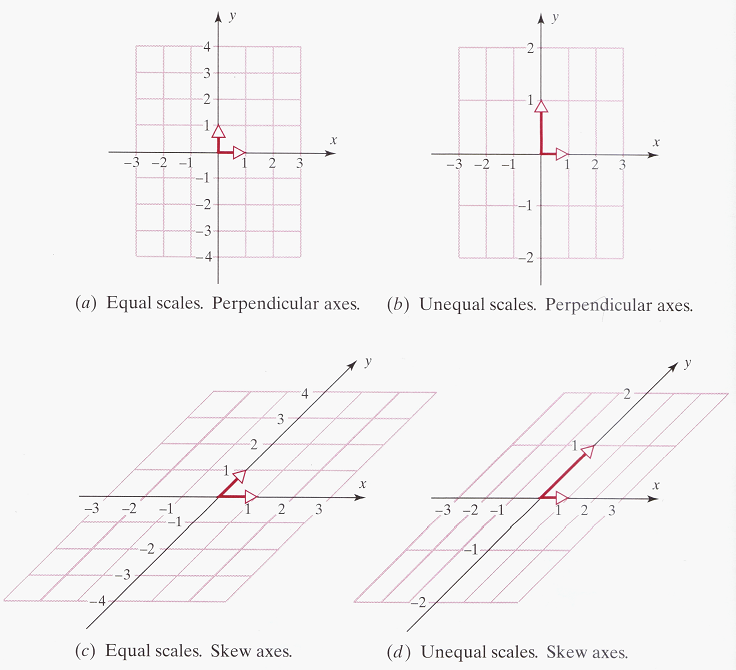 y
4
3
2
1
x
–3 –2 –1 1 2 3
–1
–2
–3
–4
(a) Equal scales. Perpendicular axes.
y
2
1
x
–3 –2 –1 1 2 3
–1
–2
(b) Unequal scales. Perpendicular axes.
y
4
3
2
1
x
–3 –2 –1 1 2 3
–1
–2
–3
–4
(c) Equal scales. Skew axes.
y
2
1
x
–3 –2 –1 1 2 3
–1
–2
(d) Unequal scales. Skew axes.